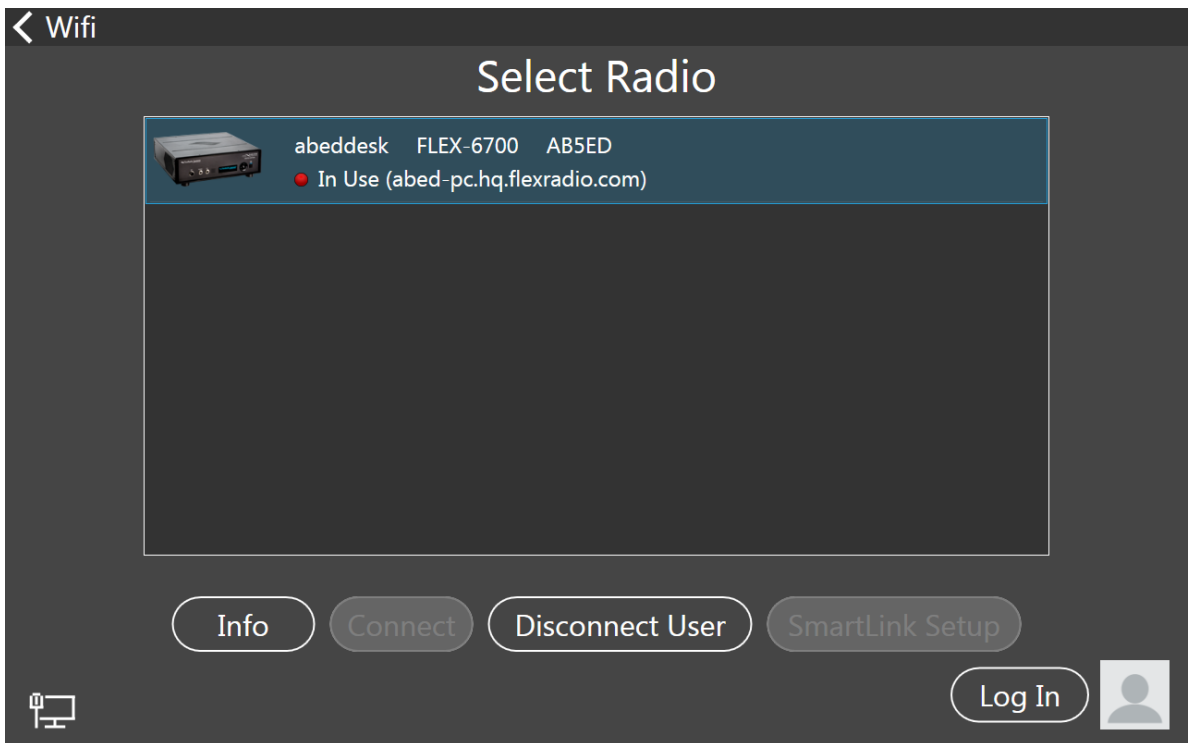 Wifi
Select Radio
abeddesk FLEX-6700 AB5ED
In Use (abed-pc.hq.flexradio.com)
Info Connect Disconnect User SmartLink Setup
Log In